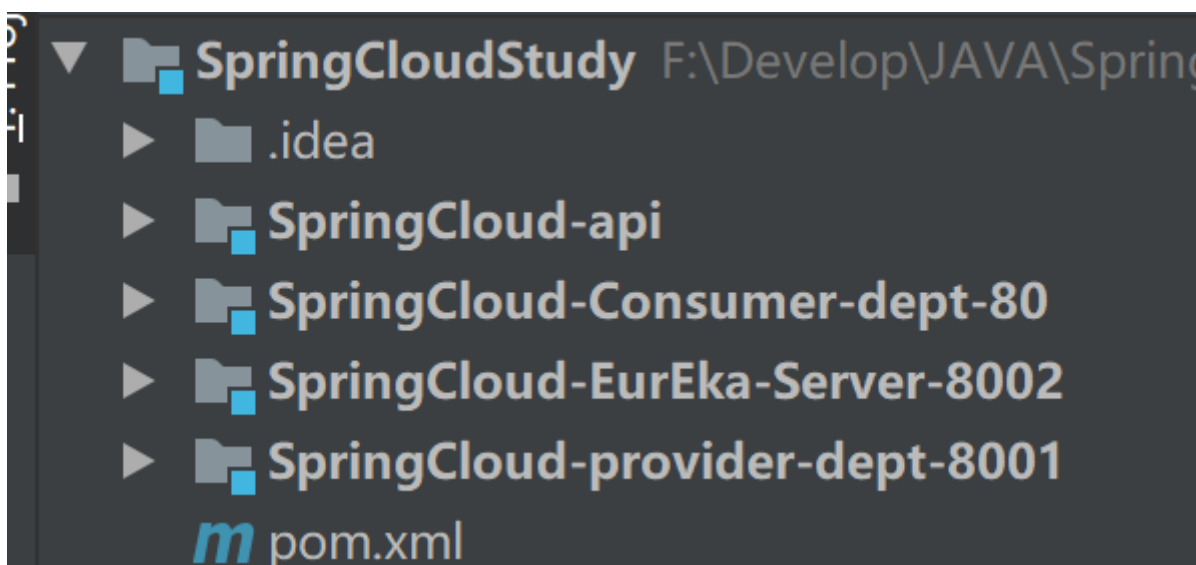 SpringCloudStudy F:\Develop\JAVA\Spring
.idea
SpringCloud-api
SpringCloud-Consumer-dept-80
SpringCloud-EurEka-Server-8002
SpringCloud-provider-dept-8001
pom.xml